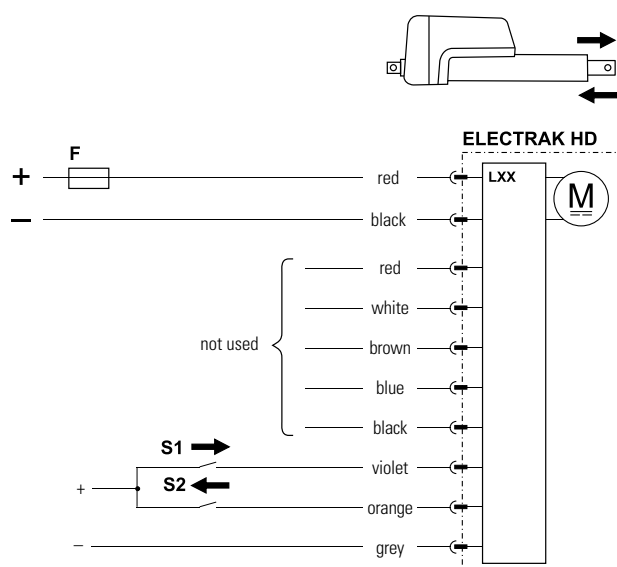 ELECTRAK HD
F
+ red LXX
M
– black
red
white
not used brown
blue
black
S1 violet
+ S2
orange
– grey